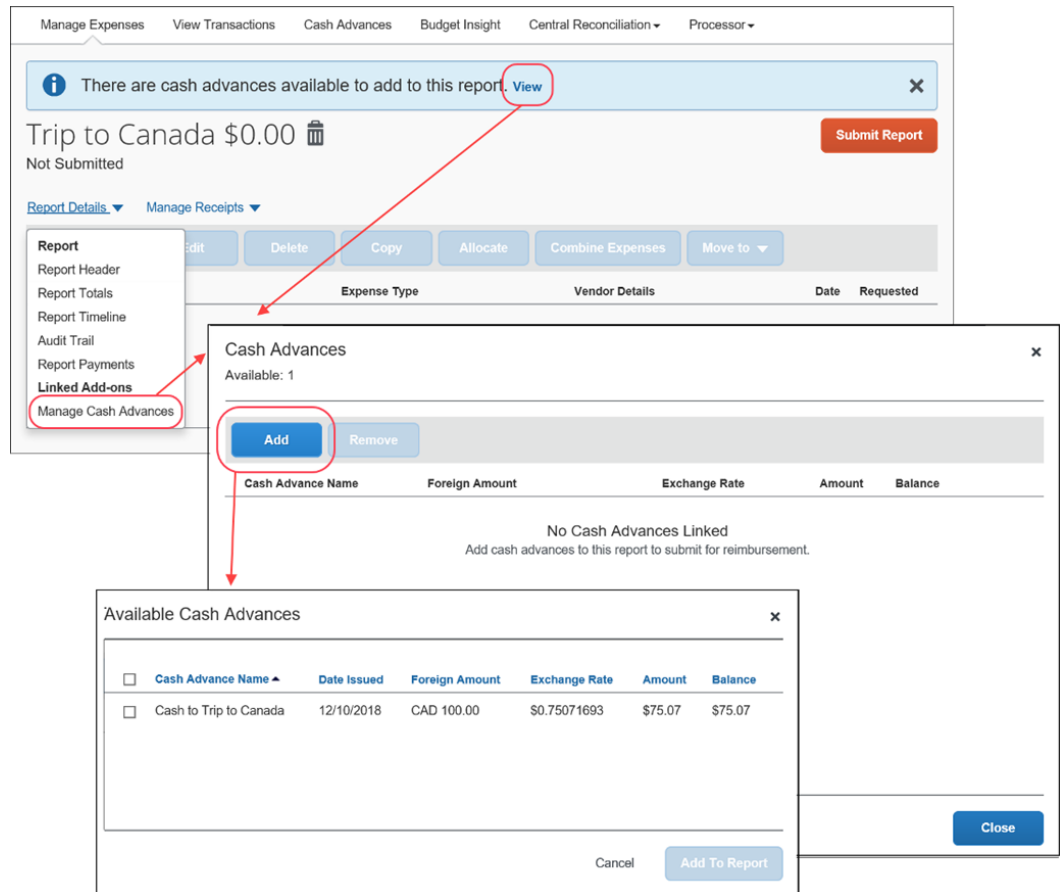 Manage Expenses View Transactions Cash Advances Budget Insight Central Reconciliation Processor
There are cash advances available to add to this report. View
Trip to Canada $0.00
Submit Report
Not Submitted
Report Details Manage Receipts
Report
Report Header
Report Totals
Report Timeline
Audit Trail
Report Payments
Linked Add-ons
Manage Cash Advances
Delete Copy Allocate Combine Expenses Move to
Expense Type Vendor Details Date Requested
Cash Advances
Available: 1
Add Remove
Cash Advance Name Foreign Amount Exchange Rate Amount Balance
No Cash Advances Linked
Add cash advances to this report to submit for reimbursement.
Close
Available Cash Advances
Cash Advance Name Date Issued Foreign Amount Exchange Rate Amount Balance
Cash to Trip to Canada 12/10/2018 CAD 100.00 $0.75071693 $75.07 $75.07
Cancel Add To Report